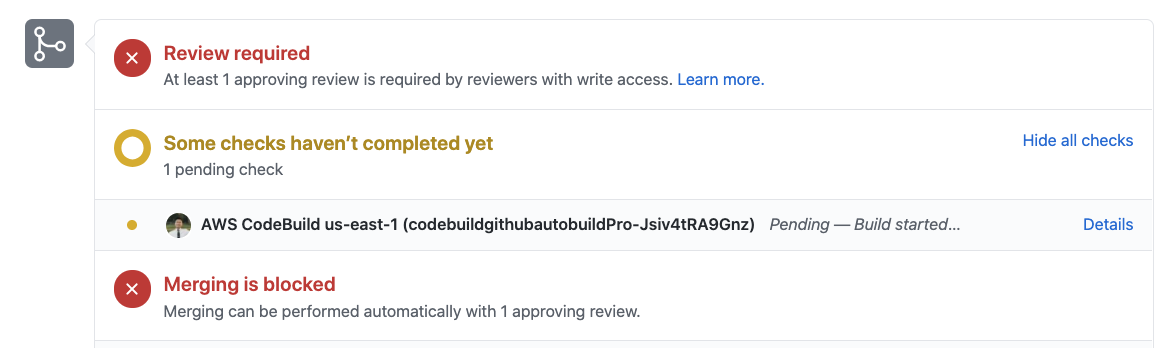 Review required
At least 1 approving review is required by reviewers with write access. Learn more.
Some checks haven’t completed yet
Hide all checks
1 pending check
AWS CodeBuild us-east-1 (codebuildgithubautobuildPro-Jsiv4tRA9Gnz) Pending — Build started... Details
Merging is blocked
Merging can be performed automatically with 1 approving review.